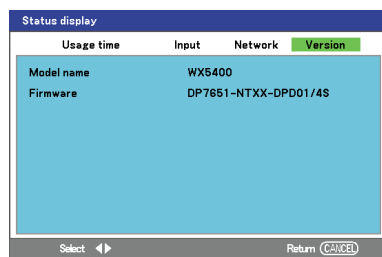 Status display
Usage time Input Network Version
Model name WX5400
Firmware DP7651-NTXX-DPD01/4S
Select Return CANCEL